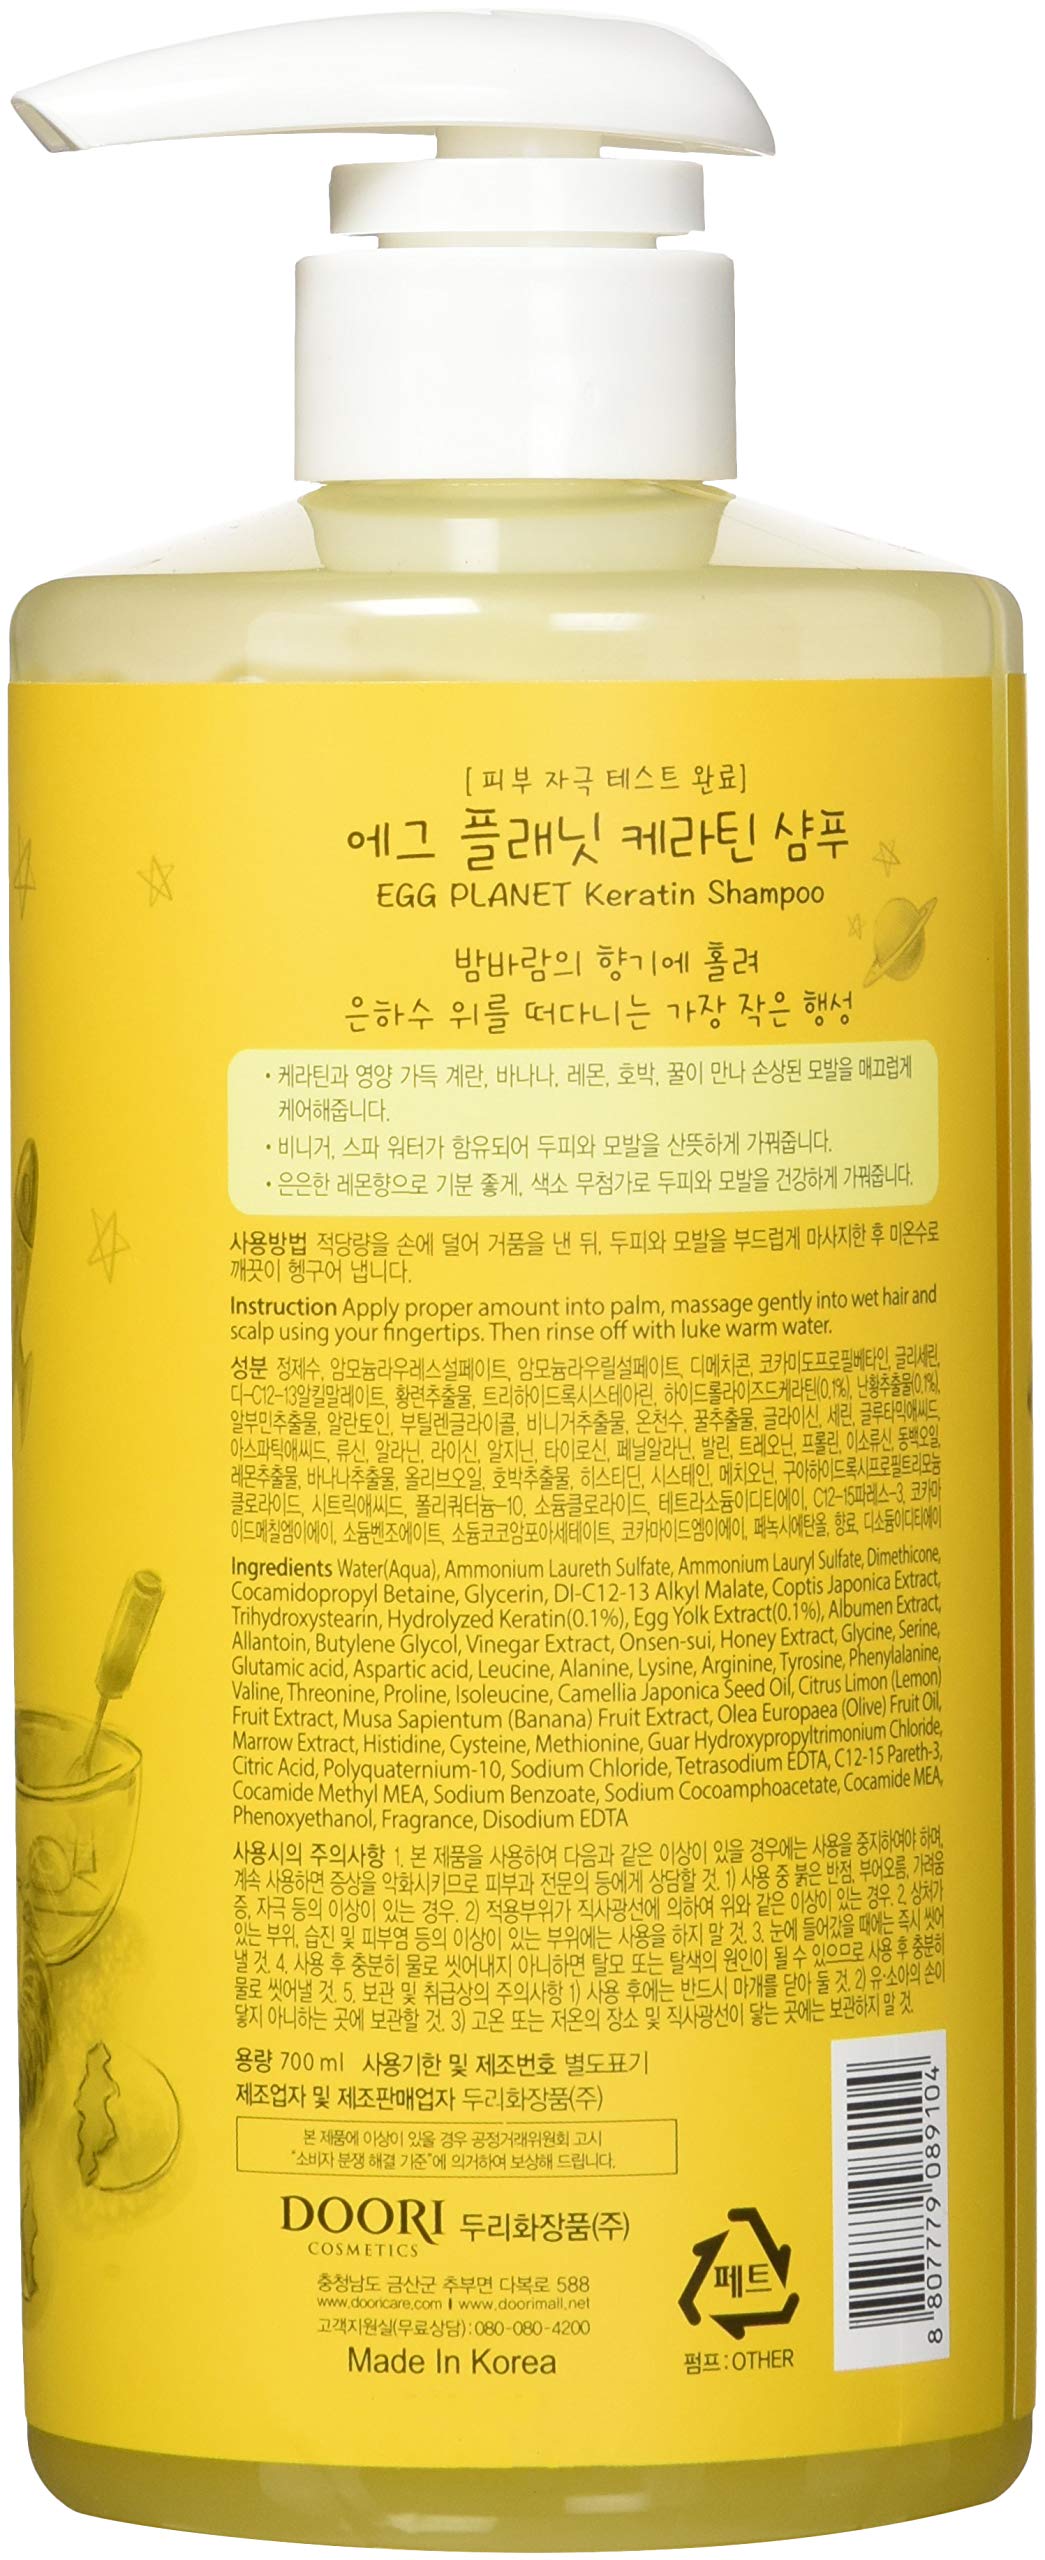 [피부 자극 테스트 완료]
에그 플래닛 케라틴 샴푸
EGG PLANET Keratin Shampoo
밤바람의 향기에 홀려
은하수 위를 떠다니는 가장 작은 행성
• 케라틴과 영양 가득 계란, 바나나, 레몬, 호박, 꿀이 만나 손상된 모발을 매끄럽게
케어해줍니다.
• 비니거, 스파 워터가 함유되어 두피와 모발을 산뜻하게 가꿔줍니다.
• 은은한 레몬향으로 기분 좋게, 색소 무첨가로 두피와 모발을 건강하게 가꿔줍니다.
사용방법 적당량을 손에 덜어 거품을 낸 뒤, 두피와 모발을 부드럽게 마사지한 후 미온수로
깨끗이 헹구어 냅니다.
Instruction Apply proper amount into palm, massage gently into wet hair and
scalp using your fingertips. Then rinse off with luke warm water.
성분 정제수, 암모늄라우레스설페이트, 암모늄라우릴설페이트, 디메치콘, 코카미도프로필베타인, 글리세린,
디-C12-13알킬말레이트, 황련추출물, 트리하이드록시스테아린, 하이드롤라이즈드케라틴(0.1%), 난황추출물(0.1%),
알부민추출물, 알란토인, 부틸렌글라이콜, 비니거추출물, 온천수, 꿀추출물, 글라이신, 세린, 글루타믹애씨드,
아스파틱애씨드, 류신, 알라닌, 라이신, 알지닌, 타이로신, 페닐알라닌, 발린, 트레오닌, 프롤린, 이소류신, 동백오일,
레몬추출물, 바나나추출물, 올리브오일, 호박추출물, 히스티딘, 시스테인, 메치오닌, 구아하이드록시프로필트리모늄
클로라이드, 시트릭애씨드, 폴리쿼터늄-10, 소듐클로라이드, 테트라소듐이디티에이, C12-15파레스-3, 코카마
이드메칠엠이에이, 소듐벤조에이트, 소듐코코암포아세테이트, 코카마이드엠이에이, 페녹시에탄올, 향료, 디소듐이디티에이
Ingredients Water(Aqua), Ammonium Laureth Sulfate, Ammonium Lauryl Sulfate, Dimethicone,
Cocamidopropyl Betaine, Glycerin, DI-C12-13 Alkyl Malate, Coptis Japonica Extract,
Trihydroxystearin, Hydrolyzed Keratin(0.1%), Egg Yolk Extract(0.1%), Albumen Extract,
Allantoin, Butylene Glycol, Vinegar Extract, Onsen-sui, Honey Extract, Glycine, Serine,
Glutamic acid, Aspartic acid, Leucine, Alanine, Lysine, Arginine, Tyrosine, Phenylalanine,
Valine, Threonine, Proline, Isoleucine, Camellia Japonica Seed Oil, Citrus Limon (Lemon)
Fruit Extract, Musa Sapientum (Banana) Fruit Extract, Olea Europaea (Olive) Fruit Oil,
Marrow Extract, Histidine, Cysteine, Methionine, Guar Hydroxypropyltrimonium Chloride,
Citric Acid, Polyquaternium-10, Sodium Chloride, Tetrasodium EDTA, C12-15 Pareth-3,
Cocamide Methyl MEA, Sodium Benzoate, Sodium Cocoamphoacetate, Cocamide MEA,
Phenoxyethanol, Fragrance, Disodium EDTA
사용시의 주의사항 1. 본 제품을 사용하여 다음과 같은 이상이 있을 경우에는 사용을 중지하여야 하며,
계속 사용하면 증상을 악화시키므로 피부과 전문의 등에게 상담할 것. 1) 사용 중 붉은 반점, 부어오름, 가려움
증, 자극 등의 이상이 있는 경우. 2) 적용부위가 직사광선에 의하여 위와 같은 이상이 있는 경우. 2. 상처가
있는 부위, 습진 및 피부염 등의 이상이 있는 부위에는 사용을 하지 말 것. 3. 눈에 들어갔을 때에는 즉시 씻어
낼 것. 4. 사용 후 충분히 물로 씻어내지 아니하면 탈모 또는 탈색의 원인이 될 수 있으므로 사용 후 충분히
물로 씻어낼 것. 5. 보관 및 취급상의 주의사항 1) 사용 후에는 반드시 마개를 닫아 둘 것. 2) 유·소아의 손이
닿지 아니하는 곳에 보관할 것. 3) 고온 또는 저온의 장소 및 직사광선이 닿는 곳에는 보관하지 말 것.
용량 700 ml 사용기한 및 제조번호 별도표기
제조업자 및 제조판매업자 두리화장품(주)
본 제품에 이상이 있을 경우 공정거래위원회 고시
"소비자 분쟁 해결 기준"에 의거하여 보상해 드립니다.
DOORI 두리화장품(주)
COSMETICS
충청남도 금산군 추부면 다복로 588
www.dooricare.com I www.doorimall.net
고객지원실(무료상담):080-080-4200
Made In Korea
페트
펌프:OTHER
8 807779 089104